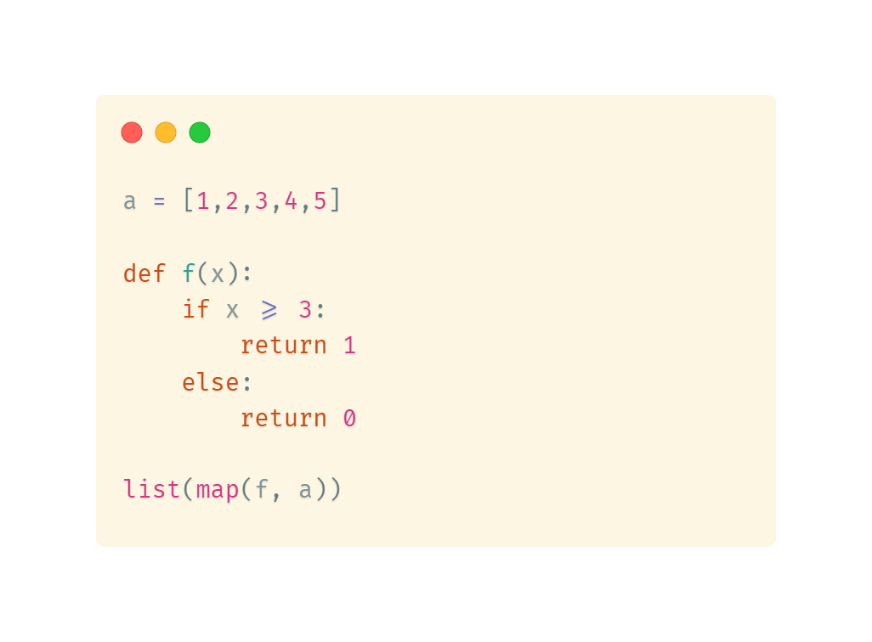 a = [1,2,3,4,5]
def f(x):
    if x >= 3:
        return 1
    else:
        return 0
list(map(f, a))